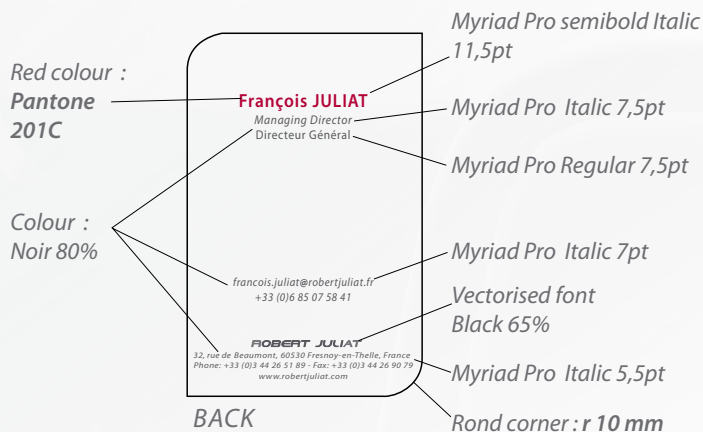 Myriad Pro semibold Italic
11,5pt
Red colour :
Pantone
201C
François JULIAT
Managing Director
Directeur Général
Myriad Pro Italic 7,5pt
Myriad Pro Regular 7,5pt
Colour :
Noir 80%
francois.juliat@robertjuliat.fr
+33 (0)6 85 07 58 41
Myriad Pro Italic 7pt
Vectorised font
Black 65%
ROBERT JULIAT
32, rue de Beaumont, 60530 Fresnoy-en-Thelle, France
Phone: +33 (0)3 44 26 51 89 - Fax: +33 (0)3 44 26 90 79
www.robertjuliat.com
Myriad Pro Italic 5,5pt
BACK
Rond corner : r 10 mm